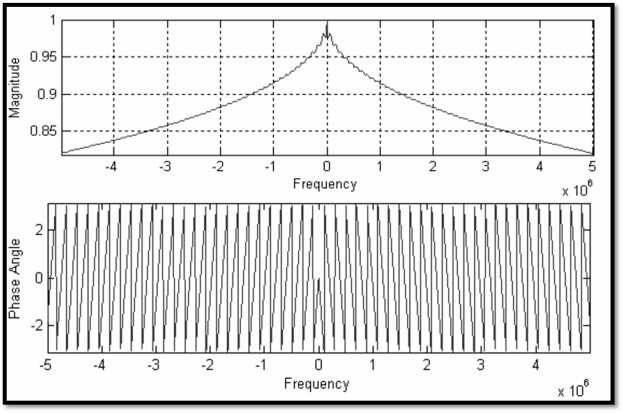 1
0.95
0.9
0.85
Magnitude
-4 -3 -2 -1 0 1 2 3 4 5
Frequency
x 10^6
2
0
-2
Phase Angle
-5 -4 -3 -2 -1 0 1 2 3 4
Frequency
x 10^6